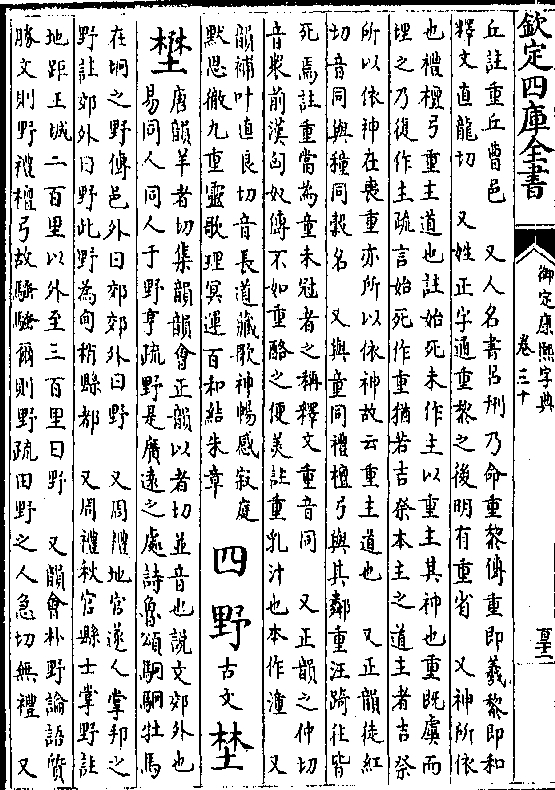 欽定四庫全書
御定康熙字典
卷三十
丘註重丘曹邑　又人名書呂刑乃命重黎傳重即羲黎即和
釋文直龍切　又姓正字通重黎之後明有重省　又神所依
也禮檀弓重主道也註始死未作主以重主其神也重既虞而
埋之乃後作主疏言始死作重猶若吉祭本主之道主者吉祭
所以依神在喪重亦所以依神故云重主道也　又正韻徒紅
切音同與穜同穀名　又與童同禮檀弓與其鄰重汪踦往皆
死焉註重當為童未冠者之稱釋文重音同　又正韻之仲切
音衆前漢匈奴傳不如重酪之便美註重乳汁也本作湩　又
韻補叶直良切音長道藏歌神暢感寂庭
默思徹九重靈歌理冥運百和結朱章
四
野
古文
埜
壄
唐韻羊者切集韻韻會正韻以者切並音也說文郊外也
易同人同人于野亨疏野是廣遠之處詩魯頌駉駉牡馬
在坰之野傳邑外曰郊郊外曰野　又周禮地官遂人掌邦之
野註郊外曰野此野為甸稍縣都　又周禮秋官縣士掌野註
地距王城二百里以外至三百里曰野　又韻會朴野論語質
勝文則野禮檀弓故騷騷爾則野疏田野之人急切無禮　又